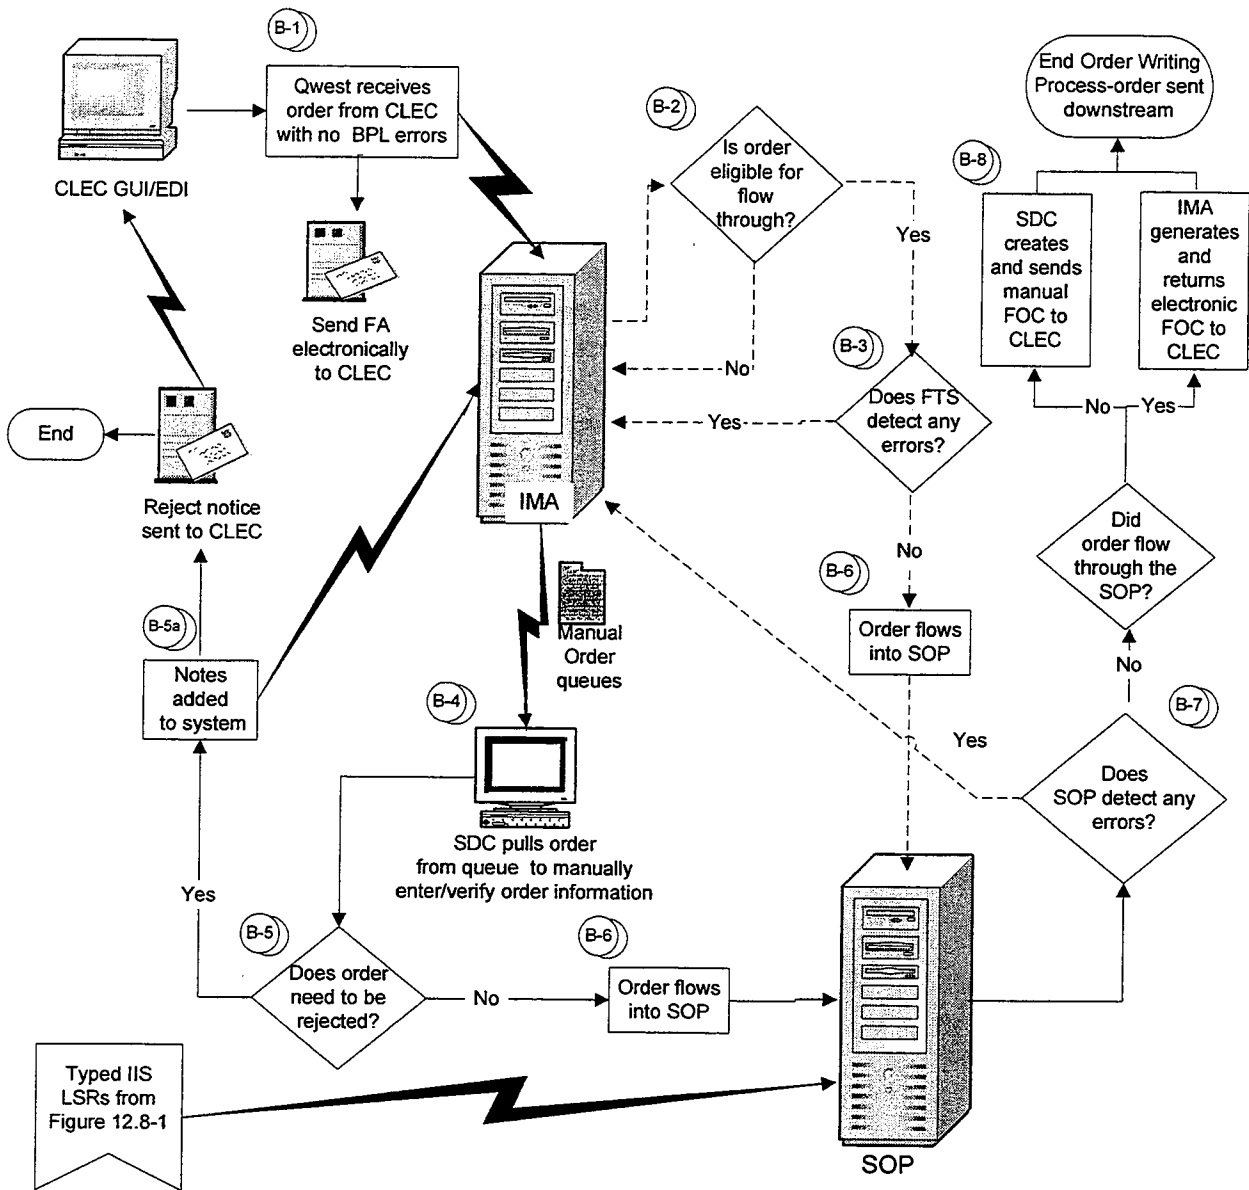 B-1
Qwest receives
order from CLEC
with no BPL errors
CLEC GUI/EDI
Send FA
electronically
to CLEC
B-2
Is order
eligible for
flow
through?
Yes
No
End Order Writing
Process-order sent
downstream
B-8
SDC
creates
and sends
manual
FOC to
CLEC
IMA
generates
and
returns
electronic
FOC to
CLEC
B-3
Does FTS
detect any
errors?
Yes
No
No
Yes
End
Reject notice
sent to CLEC
IMA
Did
order flow
through the
SOP?
B-6
Order flows
into SOP
Manual
Order
queues
B-5a
Notes
added
to system
B-4
SDC pulls order
from queue to manually
enter/verify order information
No
B-7
Yes
Does
SOP detect any
errors?
Yes
B-5
Does order
need to be
rejected?
No
B-6
Order flows
into SOP
Typed IIS
LSRs from
Figure 12.8-1
SOP